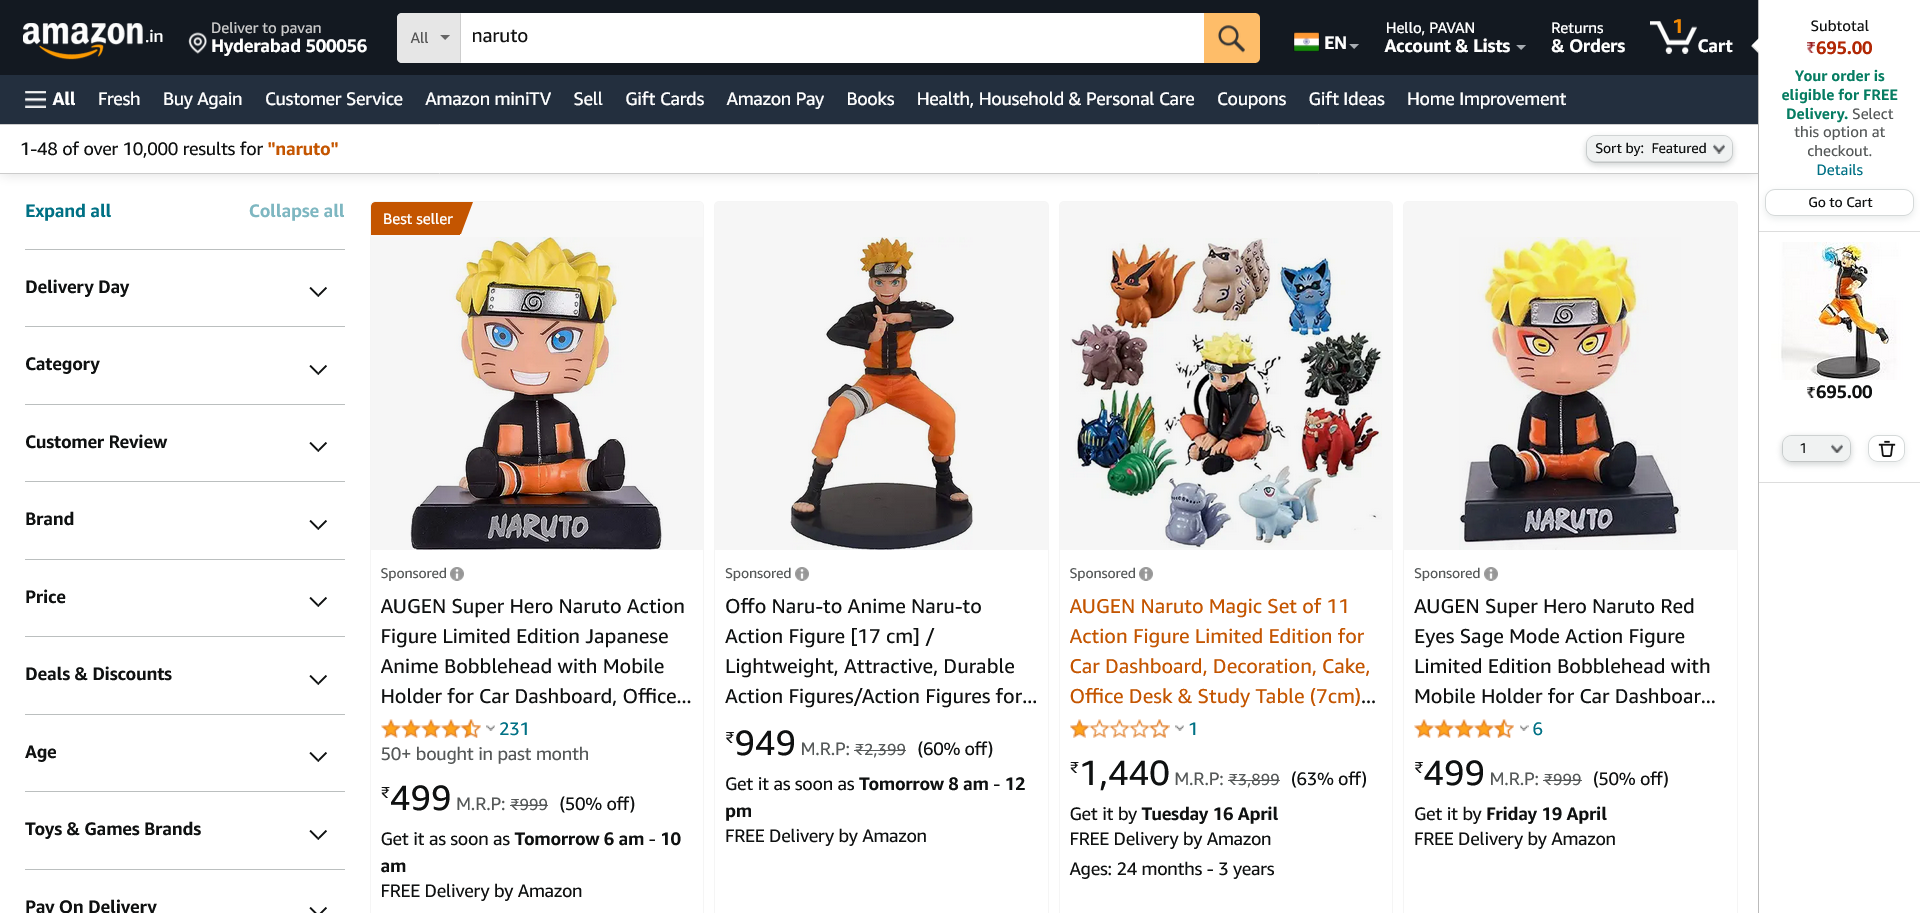 amazon.in
Deliver to pavan
Hyderabad 500056
All
naruto
EN
Hello, PAVAN
Account & Lists
Returns
& Orders
1
Cart
All
Fresh
Buy Again
Customer Service
Amazon miniTV
Sell
Gift Cards
Amazon Pay
Books
Health, Household & Personal Care
Coupons
Gift Ideas
Home Improvement
1-48 of over 10,000 results for "naruto"
Sort by: Featured
Expand all
Collapse all
Delivery Day
Category
Customer Review
Brand
Price
Deals & Discounts
Age
Toys & Games Brands
Pay On Delivery
Best seller
NARUTO
Sponsored
AUGEN Super Hero Naruto Action
Figure Limited Edition Japanese
Anime Bobblehead with Mobile
Holder for Car Dashboard, Office...
231
50+ bought in past month
₹499 M.R.P: ₹999 (50% off)
Get it as soon as Tomorrow 6 am - 10
am
FREE Delivery by Amazon
Sponsored
Offo Naru-to Anime Naru-to
Action Figure [17 cm] /
Lightweight, Attractive, Durable
Action Figures/Action Figures for...
₹949 M.R.P: ₹2,399 (60% off)
Get it as soon as Tomorrow 8 am - 12
pm
FREE Delivery by Amazon
Sponsored
AUGEN Naruto Magic Set of 11
Action Figure Limited Edition for
Car Dashboard, Decoration, Cake,
Office Desk & Study Table (7cm)...
1
₹1,440 M.R.P: ₹3,899 (63% off)
Get it by Tuesday 16 April
FREE Delivery by Amazon
Ages: 24 months - 3 years
NARUTO
Sponsored
AUGEN Super Hero Naruto Red
Eyes Sage Mode Action Figure
Limited Edition Bobblehead with
Mobile Holder for Car Dashboar...
6
₹499 M.R.P: ₹999 (50% off)
Get it by Friday 19 April
FREE Delivery by Amazon
Subtotal
₹695.00
Your order is
eligible for FREE
Delivery. Select
this option at
checkout.
Details
Go to Cart
₹695.00
1